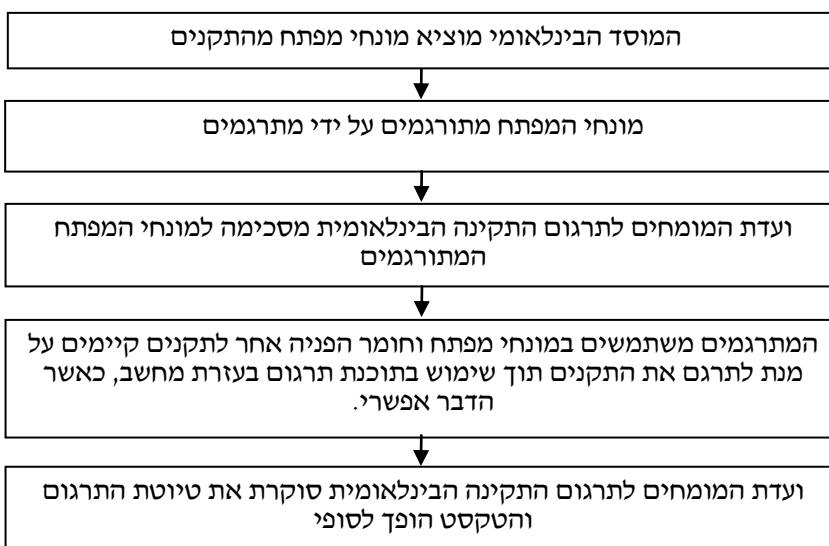 המוסד הבינלאומי מוציא מונחי מפתח מהתקנים
מונחי המפתח מתורגמים על ידי מתרגמים
ועדת המומחים לתרגום התקינה הבינלאומית מסכימה למונחי המפתח
המתורגמים
המתרגמים משתמשים במונחי מפתח וחומר הפניה אחר לתקנים קיימים על
מנת לתרגם את התקנים תוך שימוש בתוכנת תרגום בעזרת מחשב, כאשר
הדבר אפשרי.
ועדת המומחים לתרגום התקינה הבינלאומית סוקרת את טיוטת התרגום
והטקסט הופך לסופי